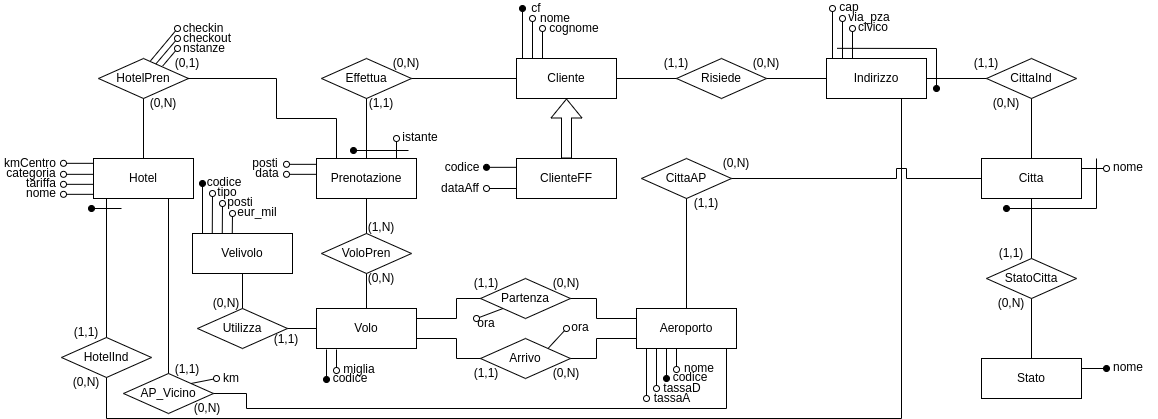 cf
nome
cognome
cap
via_pza
civico
checkin
checkout
nstanze
(0,1)
(0,N)
(1,1)
(0,N)
(1,1)
HotelPren
Effettua
Cliente
Risiede
Indirizzo
CittaInd
(0,N)
(1,1)
(0,N)
istante
kmCentro
categoria
tariffa
nome
Hotel
posti
data
Prenotazione
codice
dataAff
ClienteFF
CittaAP
(0,N)
(1,1)
Citta
nome
codice
tipo
posti
eur_mil
Velivolo
(1,N)
VoloPren
(0,N)
(1,1)
StatoCitta
(0,N)
(0,N)
Utilizza
(1,1)
Volo
miglia
codice
(1,1)
(0,N)
Partenza
ora
ora
Arrivo
(1,1)
(0,N)
Aeroporto
nome
codice
tassaD
tassaA
(1,1)
HotelInd
(0,N)
(1,1)
km
AP_Vicino
(0,N)
Stato
nome